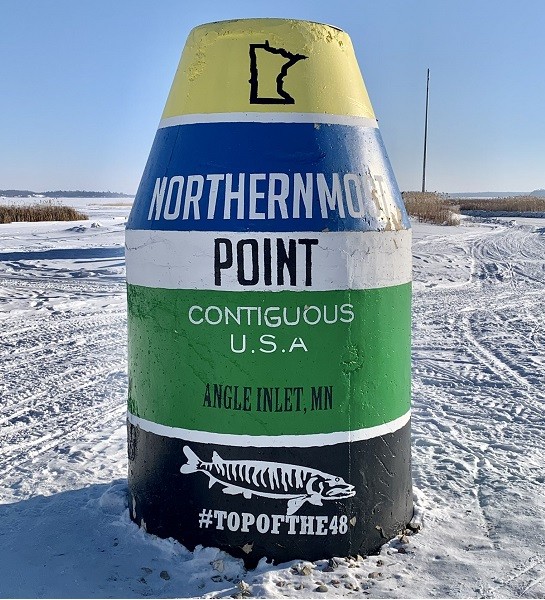 NORTHERNMOST
POINT
CONTIGUOUS
U.S.A
ANGLE INLET, MN
#TOPOFTHE48